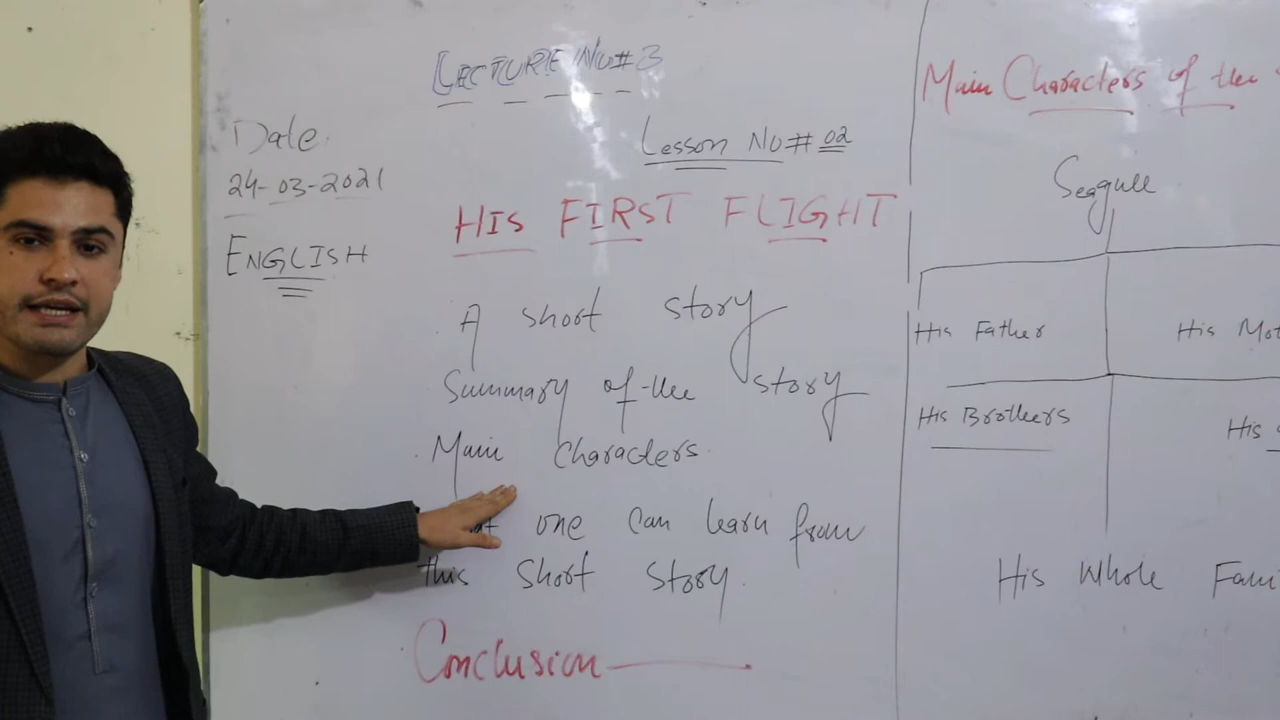 LECTURE No# 3
Date.
24-03-2021
ENGLISH
Lesson No# 02
HIS FIRST FLIGHT
A short story
Summary of the story
Main Characters.
one can learn from
this short story.
Conclusion
Main Characters of the
Seagull
His Father
His
His Brothers
His
His Whole